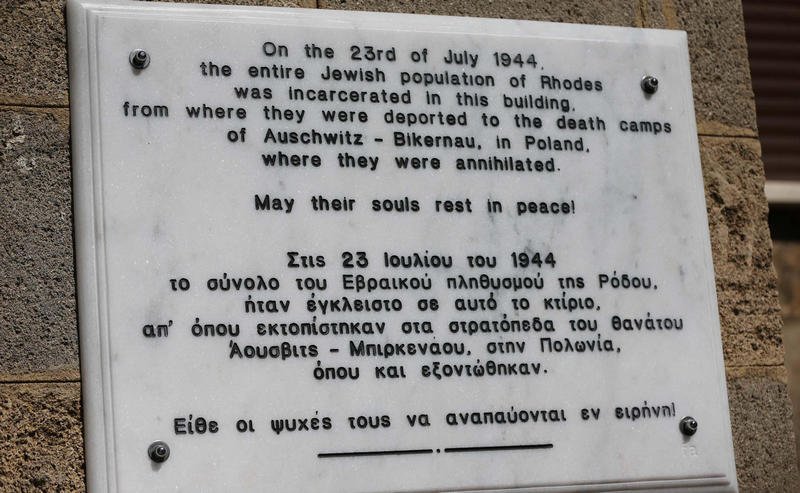 On the 23rd of July 1944,
the entire Jewish population of Rhodes
was incarcerated in this building,
from where they were deported to the death camps
of Auschwitz - Bikernau, in Poland,
where they were annihilated.
May their souls rest in peace!
Στις 23 Ιουλίου του 1944
το σύνολο του Εβραικού πληθυσμού της Ρόδου,
ήταν έγκλειστο σε αυτό το κτίριο,
απ' όπου εκτοπίστηκαν στα στρατόπεδα του θανάτου
Άουσβιτς - Μπιρκενάου, στην Πολωνία,
όπου και εξοντώθηκαν.
Είθε οι ψυχές τους να αναπαύονται εν ειρήνη!